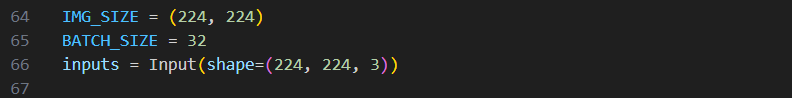 64 IMG_SIZE = (224, 224)
65 BATCH_SIZE = 32
66 inputs = Input(shape=(224, 224, 3))
67